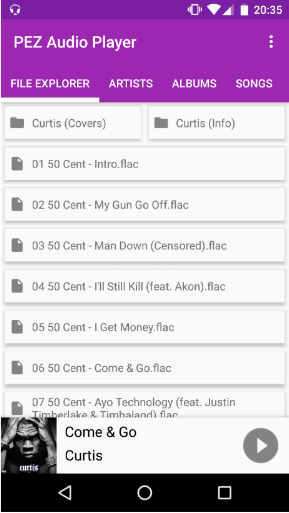 20:35
PEZ Audio Player
FILE EXPLORER ARTISTS ALBUMS SONGS
Curtis (Covers) Curtis (Info)
01 50 Cent - Intro.flac
02 50 Cent - My Gun Go Off.flac
03 50 Cent - Man Down (Censored).flac
04 50 Cent - I'll Still Kill (feat. Akon).flac
05 50 Cent - I Get Money.flac
06 50 Cent - Come & Go.flac
07 50 Cent - Ayo Technology (feat. Justin
Timberlake & Timbaland).flac
curtis
Come & Go
Curtis